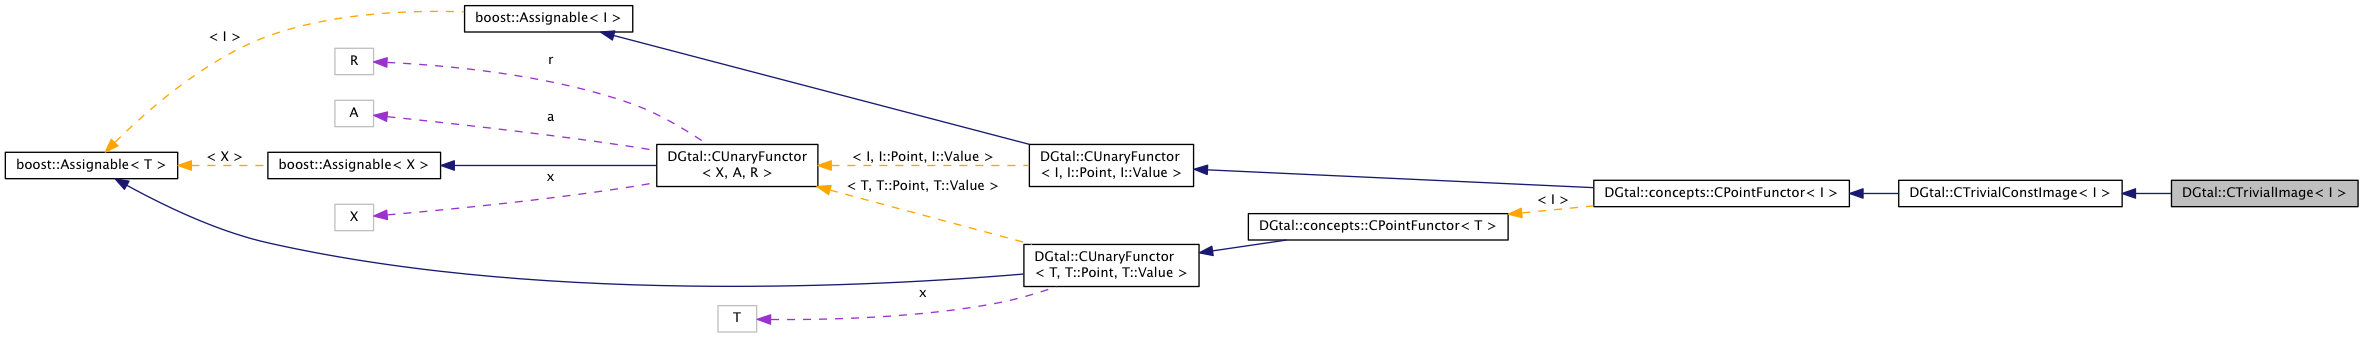 boost::Assignable< I >
< I >
R
r
A
a
boost::Assignable< T >
< X >
boost::Assignable< X >
DGtal::CUnaryFunctor
< X, A, R >
< I, I::Point, I::Value >
DGtal::CUnaryFunctor
< I, I::Point, I::Value >
x
X
< T, T::Point, T::Value >
DGtal::concepts::CPointFunctor< I >
DGtal::CTrivialConstImage< I >
DGtal::CTrivialImage< I >
< I >
DGtal::concepts::CPointFunctor< T >
DGtal::CUnaryFunctor
< T, T::Point, T::Value >
x
T